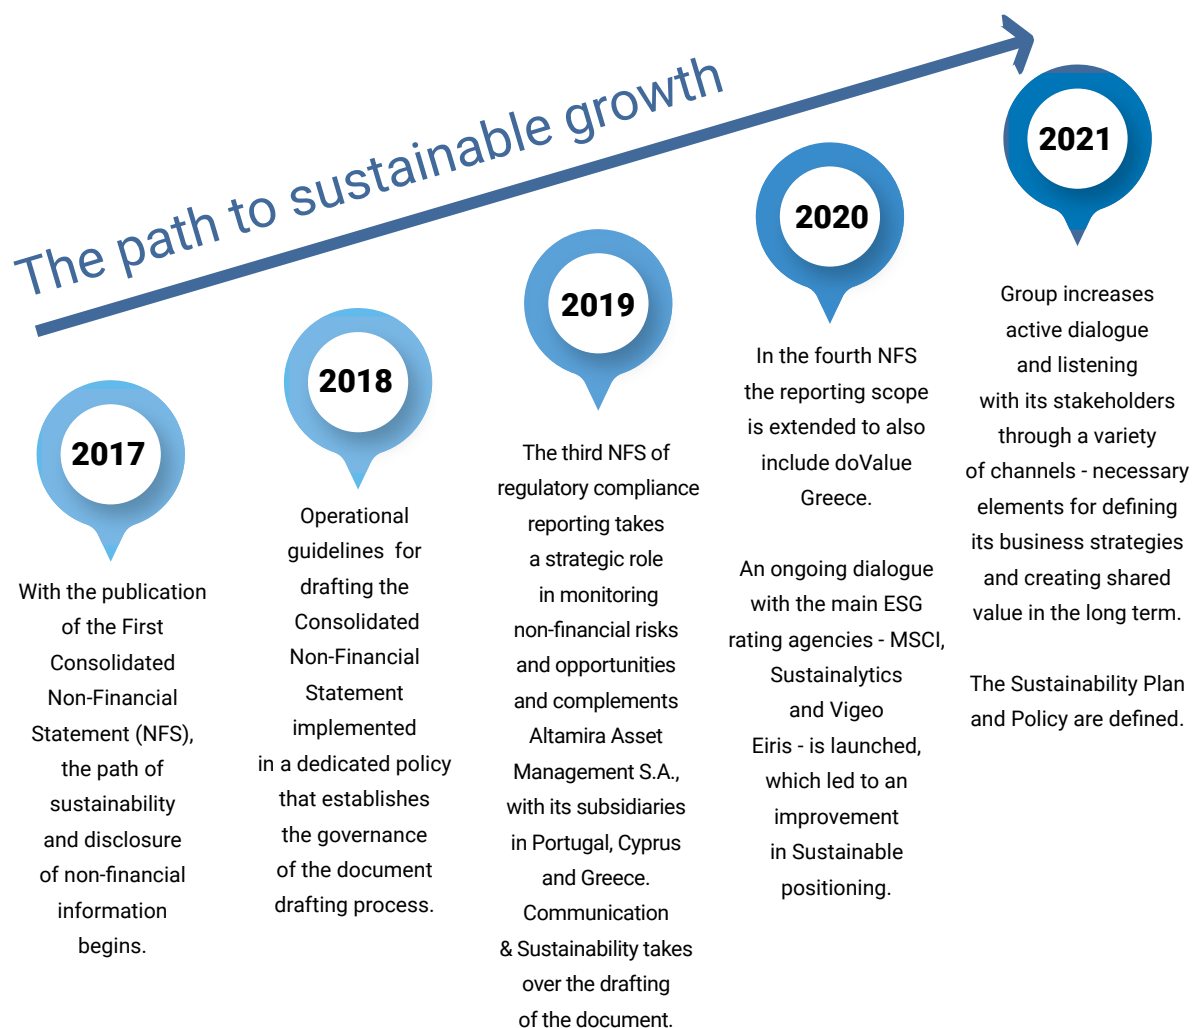 The path to sustainable growth
2017
With the publication
of the First
Consolidated
Non-Financial
Statement (NFS),
the path of
sustainability
and disclosure
of non-financial
information
begins.
2018
Operational
guidelines for
drafting the
Consolidated
Non-Financial
Statement
implemented
in a dedicated policy
that establishes
the governance
of the document
drafting process.
2019
The third NFS of
regulatory compliance
reporting takes
a strategic role
in monitoring
non-financial risks
and opportunities
and complements
Altamira Asset
Management S.A.,
with its subsidiaries
in Portugal, Cyprus
and Greece.
Communication
& Sustainability takes
over the drafting
of the document.
2020
In the fourth NFS
the reporting scope
is extended to also
include doValue
Greece.
An ongoing dialogue
with the main ESG
rating agencies - MSCI,
Sustainalytics
and Vigeo
Eiris - is launched,
which led to an
improvement
in Sustainable
positioning.
2021
Group increases
active dialogue
and listening
with its stakeholders
through a variety
of channels - necessary
elements for defining
its business strategies
and creating shared
value in the long term.
The Sustainability Plan
and Policy are defined.